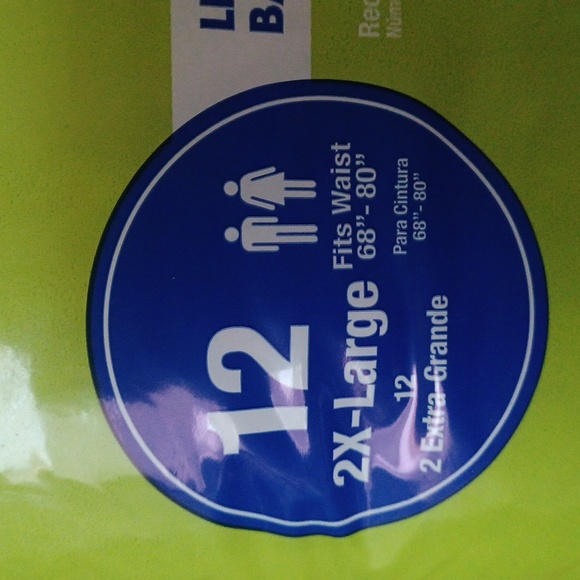 12
2X-Large
Fits Waist
68"- 80"
12
2 Extra Grande
Para Cintura
68"- 80"